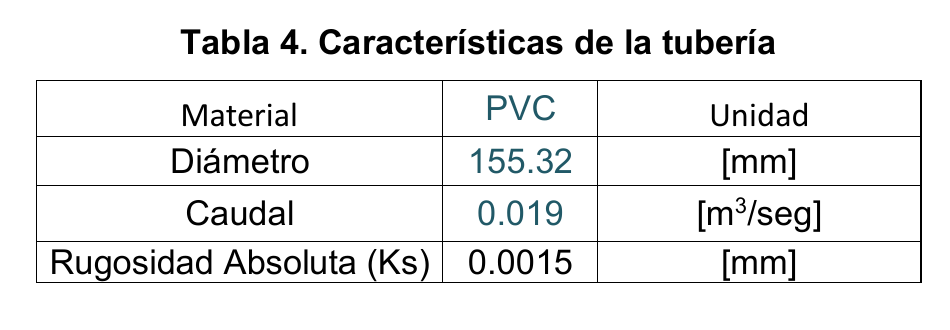 Tabla 4. Características de la tubería
Material PVC Unidad
Diámetro 155.32 [mm]
Caudal 0.019 [m³/seg]
Rugosidad Absoluta (Ks) 0.0015 [mm]